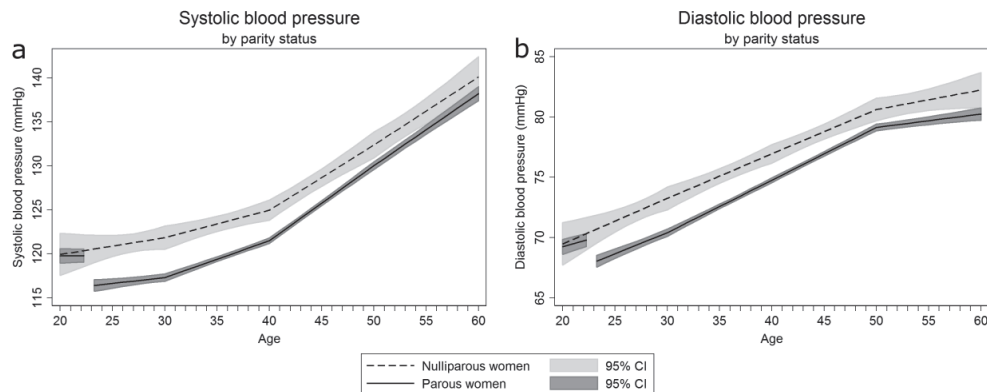 Systolic blood pressure
by parity status
a
Systolic blood pressure (mmHg)
140
135
130
125
120
115
20 25 30 35 40 45 50 55 60
Age
Diastolic blood pressure
by parity status
b
Diastolic blood pressure (mmHg)
85
80
75
70
65
20 25 30 35 40 45 50 55 60
Age
Nulliparous women 95% CI
Parous women 95% CI